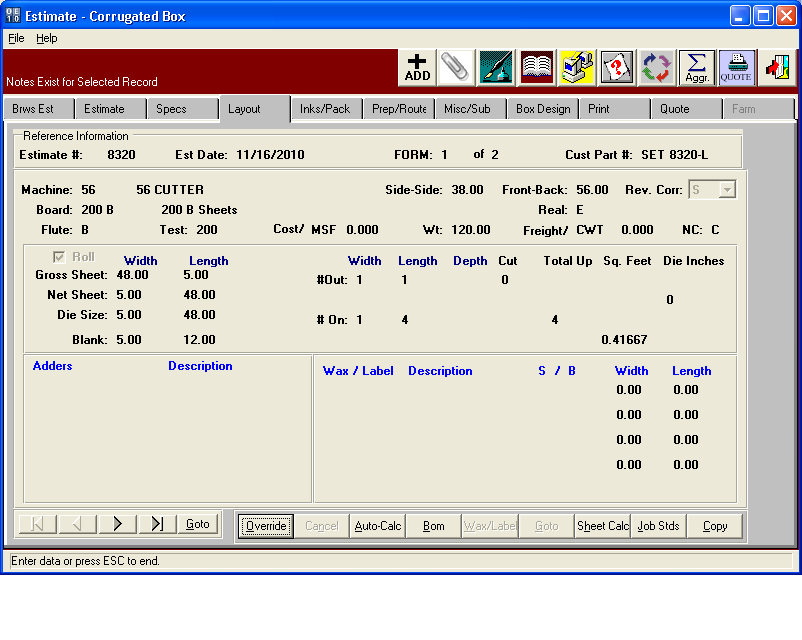 Estimate - Corrugated Box
File Help
Notes Exist for Selected Record
ADD
Aggr.
QUOTE
Brws Est Estimate Specs Layout Inks/Pack Prep/Route Misc/Sub Box Design Print Quote Farm
Reference Information
Estimate #: 8320 Est Date: 11/16/2010 FORM: 1 of 2 Cust Part #: SET 8320-L
Machine: 56 56 CUTTER Side-Side: 38.00 Front-Back: 56.00 Rev. Corr: S
Board: 200 B 200 B Sheets Real: E
Flute: B Test: 200 Cost/ MSF 0.000 Wt: 120.00 Freight/ CWT 0.000 NC: C
Roll Width Length Width Length Depth Cut Total Up Sq. Feet Die Inches
Gross Sheet: 48.00 5.00 #Out: 1 1 0
Net Sheet: 5.00 48.00 0
Die Size: 5.00 48.00 # On: 1 4 4
Blank: 5.00 12.00 0.41667
Adders Description
Wax / Label Description S / B Width Length
0.00 0.00
0.00 0.00
0.00 0.00
0.00 0.00
Goto Override Cancel Auto-Calc Bom Wax/Label Goto Sheet Calc Job Stds Copy
Enter data or press ESC to end.